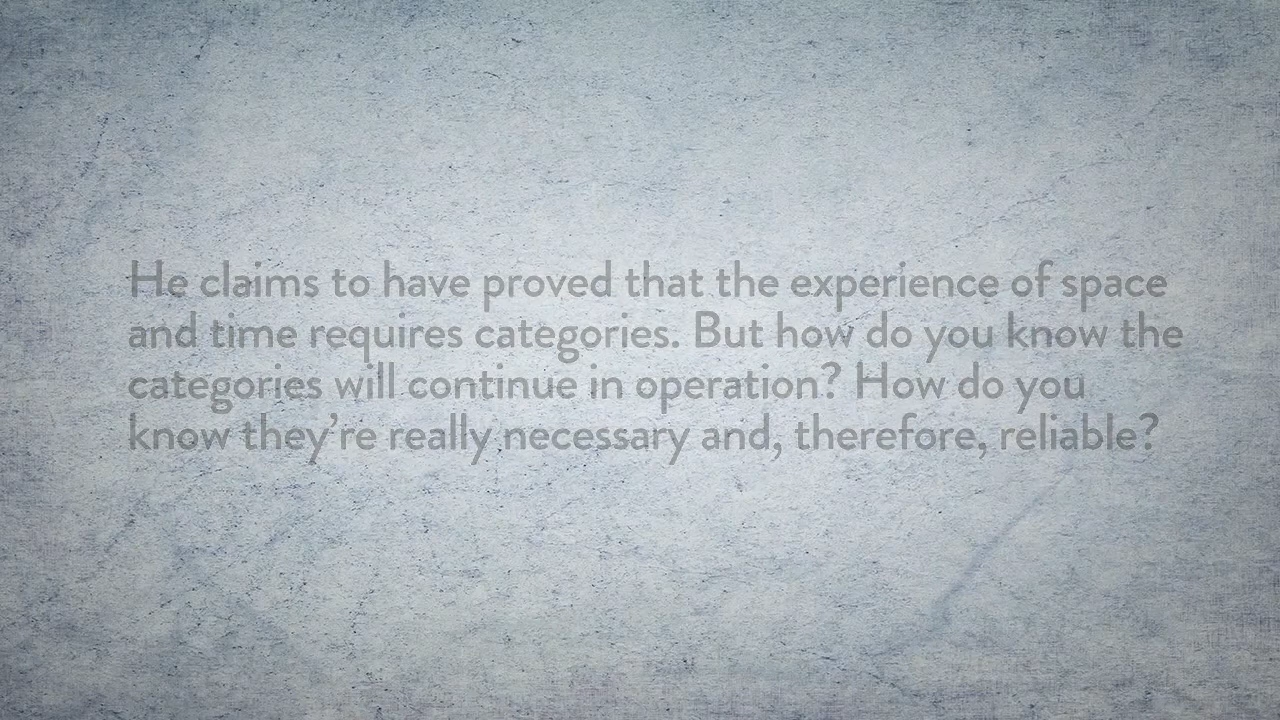 He claims to have proved that the experience of space
and time requires categories. But how do you know the
categories will continue in operation? How do you
know they’re really necessary and, therefore, reliable?